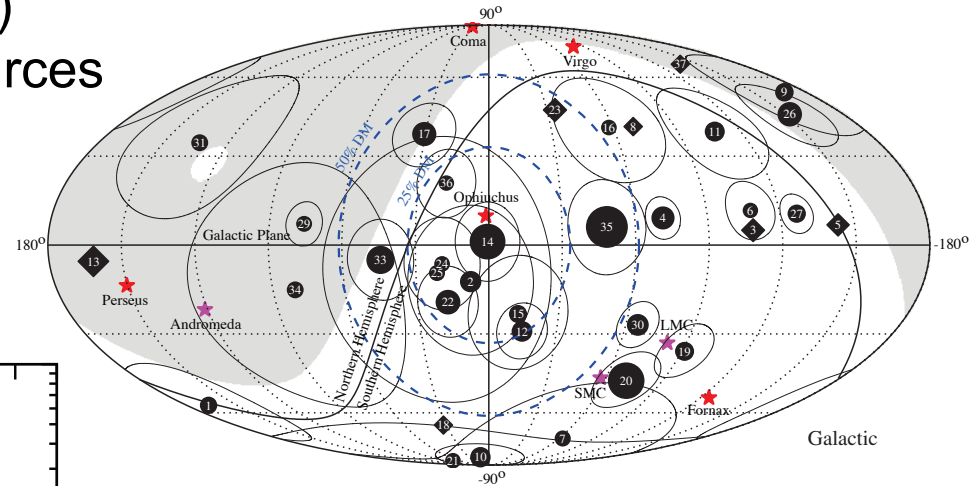 )
rces
90°
Coma
Virgo
37
9
26
23
17
16
8
11
31
50% DM
25% DM
36
Ophiuchus
29
Galactic Plane
35
4
6
3
27
5
14
180°
-180°
13
33
24
25
2
34
22
Perseus
Andromeda
15
12
30
LMC
19
Northern Hemisphere
Southern Hemisphere
SMC
20
Fornax
1
18
7
Galactic
21
10
-90°